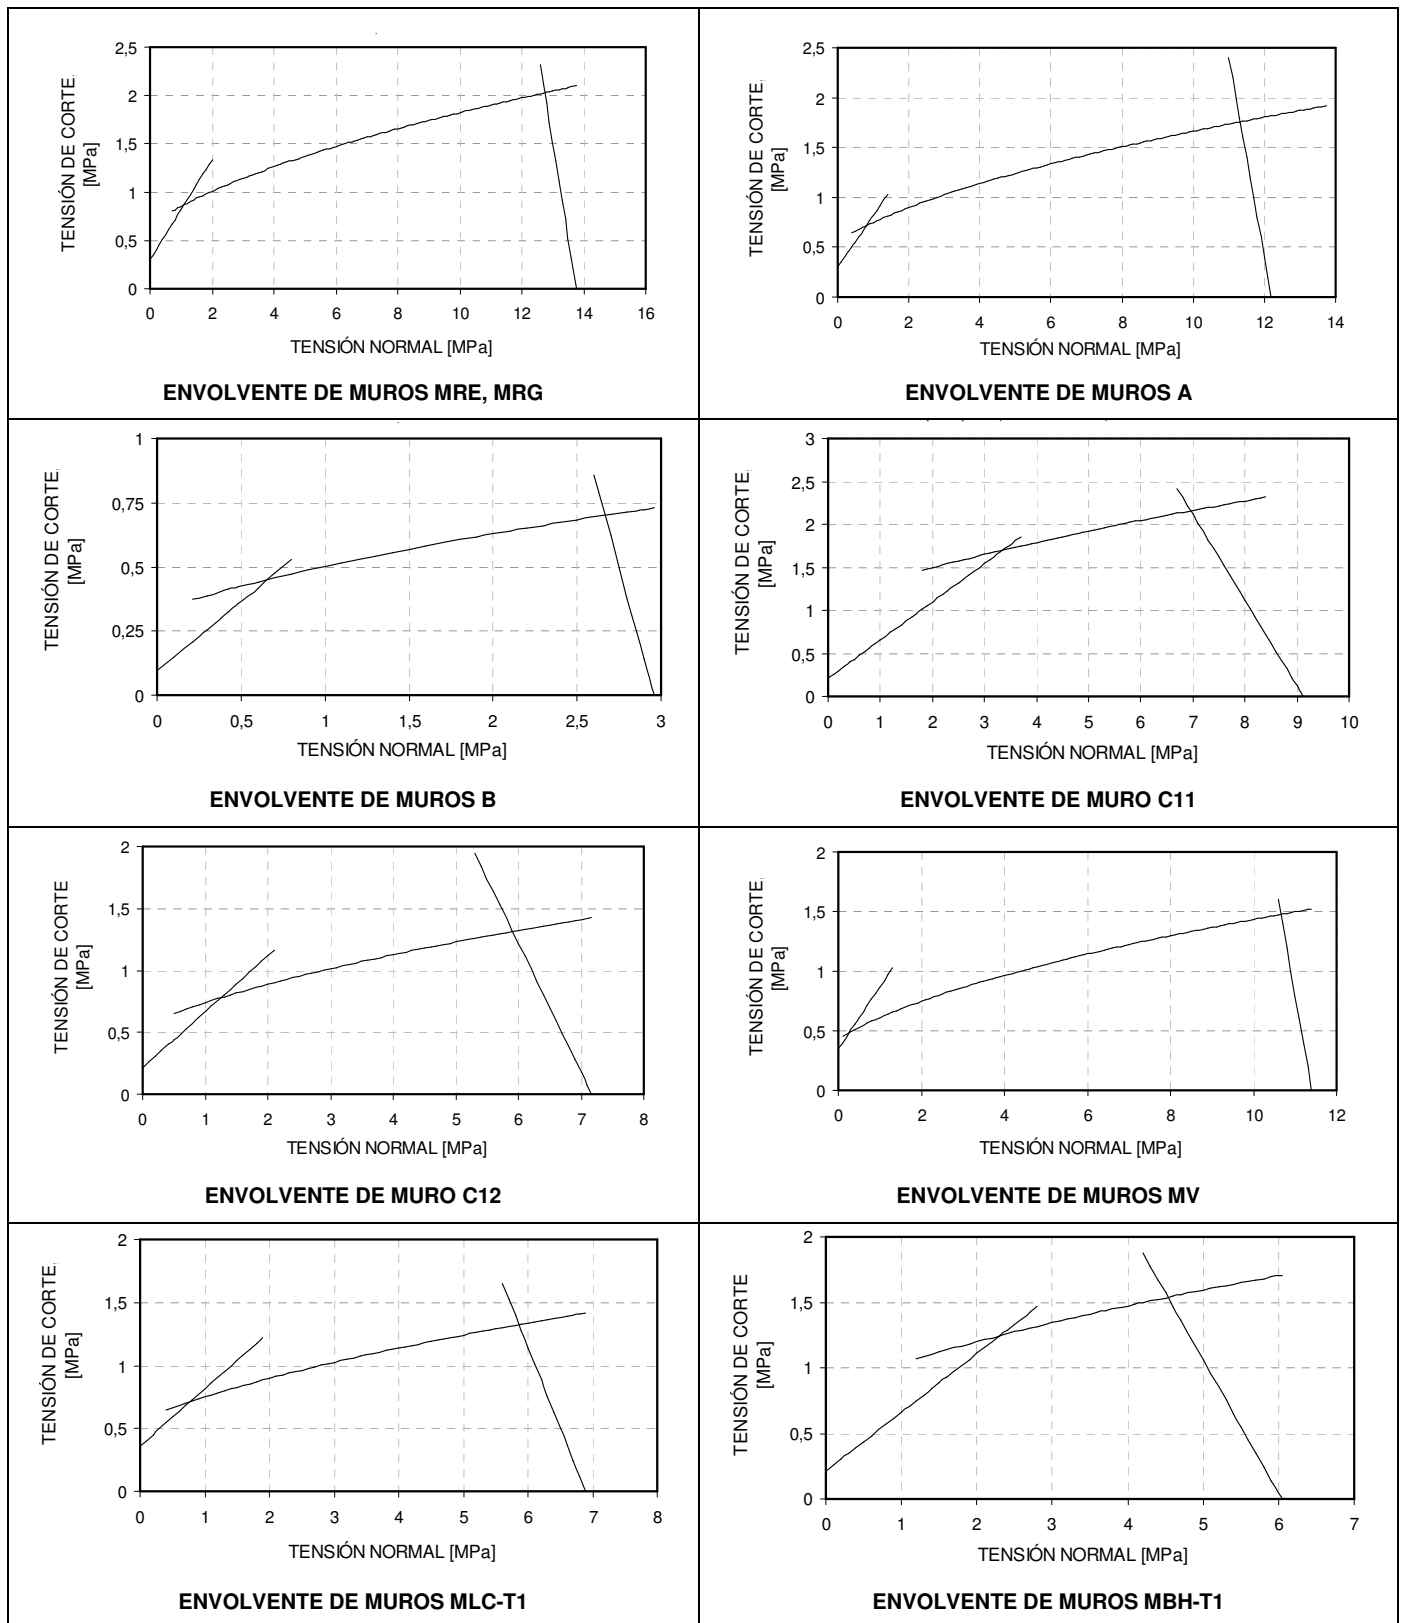 2,5
2
1,5
1
0,5
0
0 2 4 6 8 10 12 14 16
TENSIÓN DE CORTE
[MPa]
TENSIÓN NORMAL [MPa]
ENVOLVENTE DE MUROS MRE, MRG
2,5
2
1,5
1
0,5
0
0 2 4 6 8 10 12 14
TENSIÓN DE CORTE
[MPa]
TENSIÓN NORMAL [MPa]
ENVOLVENTE DE MUROS A
1
0,75
0,5
0,25
0
0 0,5 1 1,5 2 2,5 3
TENSIÓN DE CORTE
[MPa]
TENSIÓN NORMAL [MPa]
ENVOLVENTE DE MUROS B
3
2,5
2
1,5
1
0,5
0
0 1 2 3 4 5 6 7 8 9 10
TENSIÓN DE CORTE
[MPa]
TENSIÓN NORMAL [MPa]
ENVOLVENTE DE MURO C11
2
1,5
1
0,5
0
0 1 2 3 4 5 6 7 8
TENSIÓN DE CORTE
[MPa]
TENSIÓN NORMAL [MPa]
ENVOLVENTE DE MURO C12
2
1,5
1
0,5
0
0 2 4 6 8 10 12
TENSIÓN DE CORTE
[MPa]
TENSIÓN NORMAL [MPa]
ENVOLVENTE DE MUROS MV
2
1,5
1
0,5
0
0 1 2 3 4 5 6 7 8
TENSIÓN DE CORTE
[MPa]
TENSIÓN NORMAL [MPa]
ENVOLVENTE DE MUROS MLC-T1
2
1,5
1
0,5
0
0 1 2 3 4 5 6 7
TENSIÓN DE CORTE
[MPa]
TENSIÓN NORMAL [MPa]
ENVOLVENTE DE MUROS MBH-T1